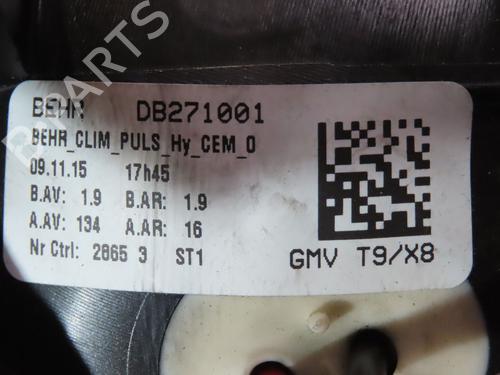 BEHR DB271001
BEHR_CLIM_PULS_Hy_CEM_0
09.11.15 17h45
B.AV: 1.9 B.AR: 1.9
A.AV: 134 A.AR: 16
Nr Ctrl: 2865 3 ST1
GMV T9/X8